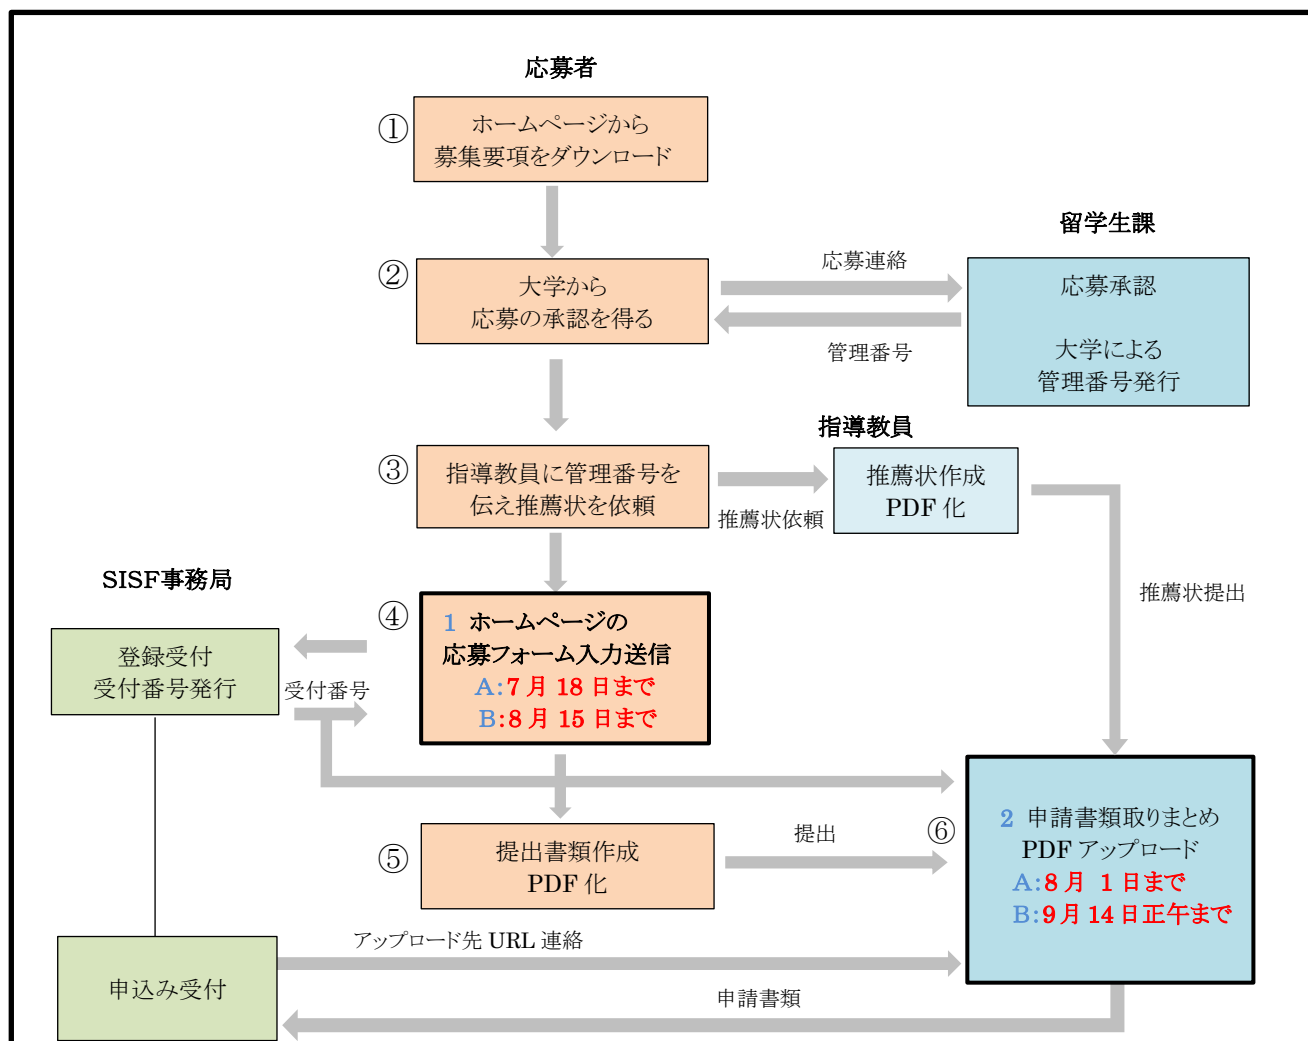 応募者
①
ホームページから
募集要項をダウンロード
留学生課
②
大学から
応募の承認を得る
応募連絡
管理番号
応募承認
大学による
管理番号発行
指導教員
③
指導教員に管理番号を
伝え推薦状を依頼
推薦状依頼
推薦状作成
PDF 化
推薦状提出
SISF事務局
④
1 ホームページの
応募フォーム入力送信
A:7 月 18 日まで
B:8 月 15 日まで
登録受付
受付番号発行
受付番号
⑤
提出書類作成
PDF 化
提出
⑥
2 申請書類取りまとめ
PDF アップロード
A:8 月 1 日まで
B:9 月 14 日正午まで
アップロード先 URL 連絡
申込み受付
申請書類